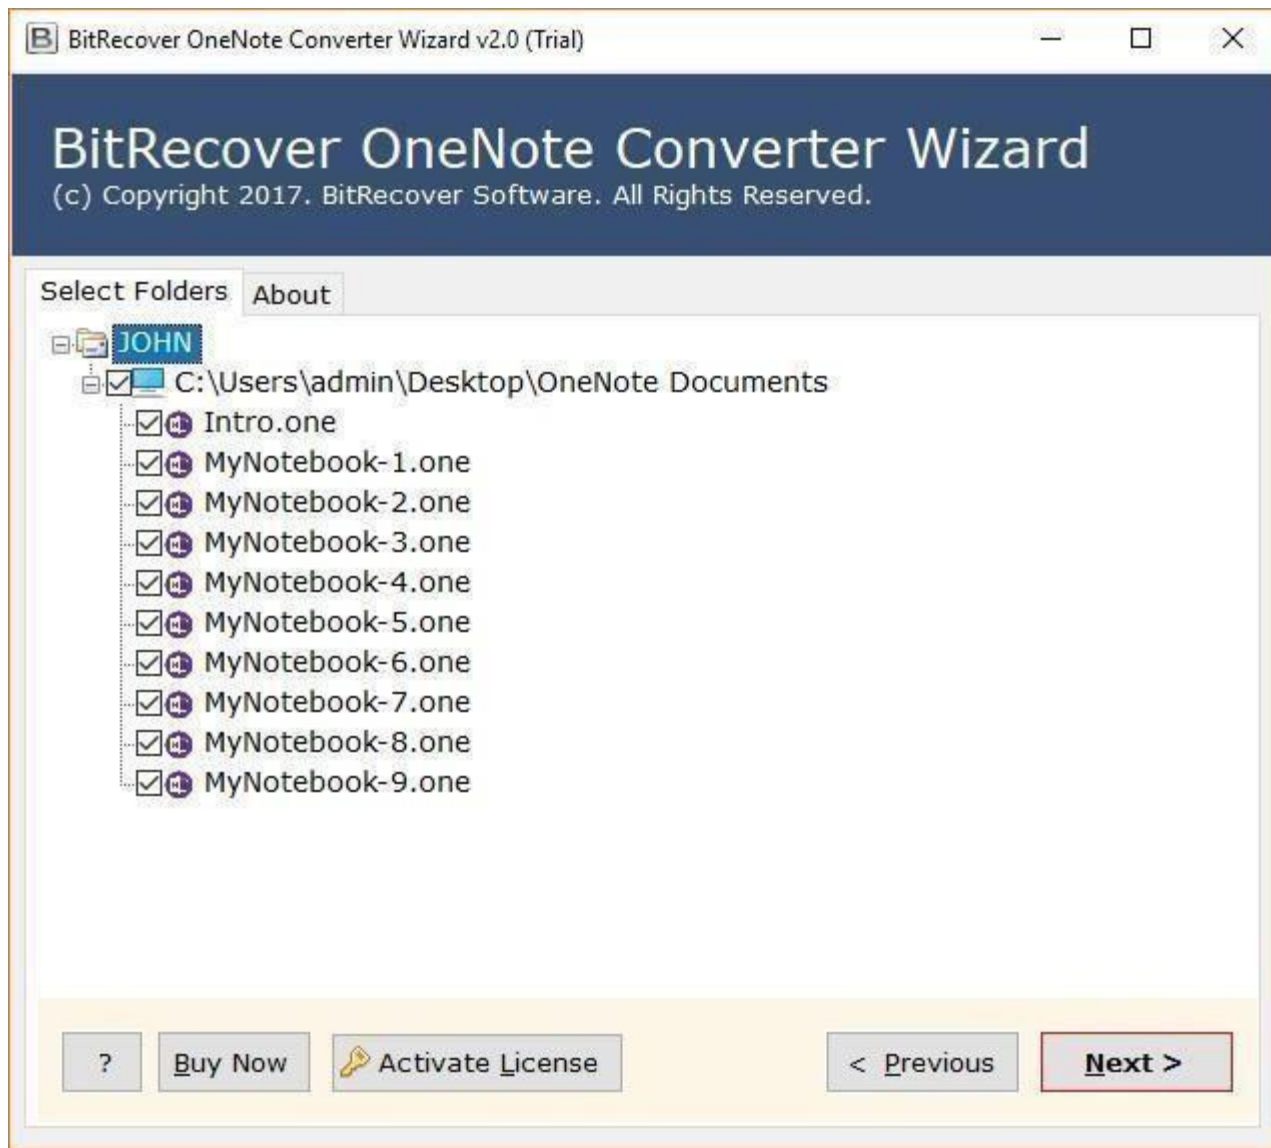 BitRecover OneNote Converter Wizard v2.0 (Trial)
BitRecover OneNote Converter Wizard
(c) Copyright 2017. BitRecover Software. All Rights Reserved.
Select Folders About
JOHN
C:\Users\admin\Desktop\OneNote Documents
Intro.one
MyNotebook-1.one
MyNotebook-2.one
MyNotebook-3.one
MyNotebook-4.one
MyNotebook-5.one
MyNotebook-6.one
MyNotebook-7.one
MyNotebook-8.one
MyNotebook-9.one
? Buy Now Activate License < Previous Next >